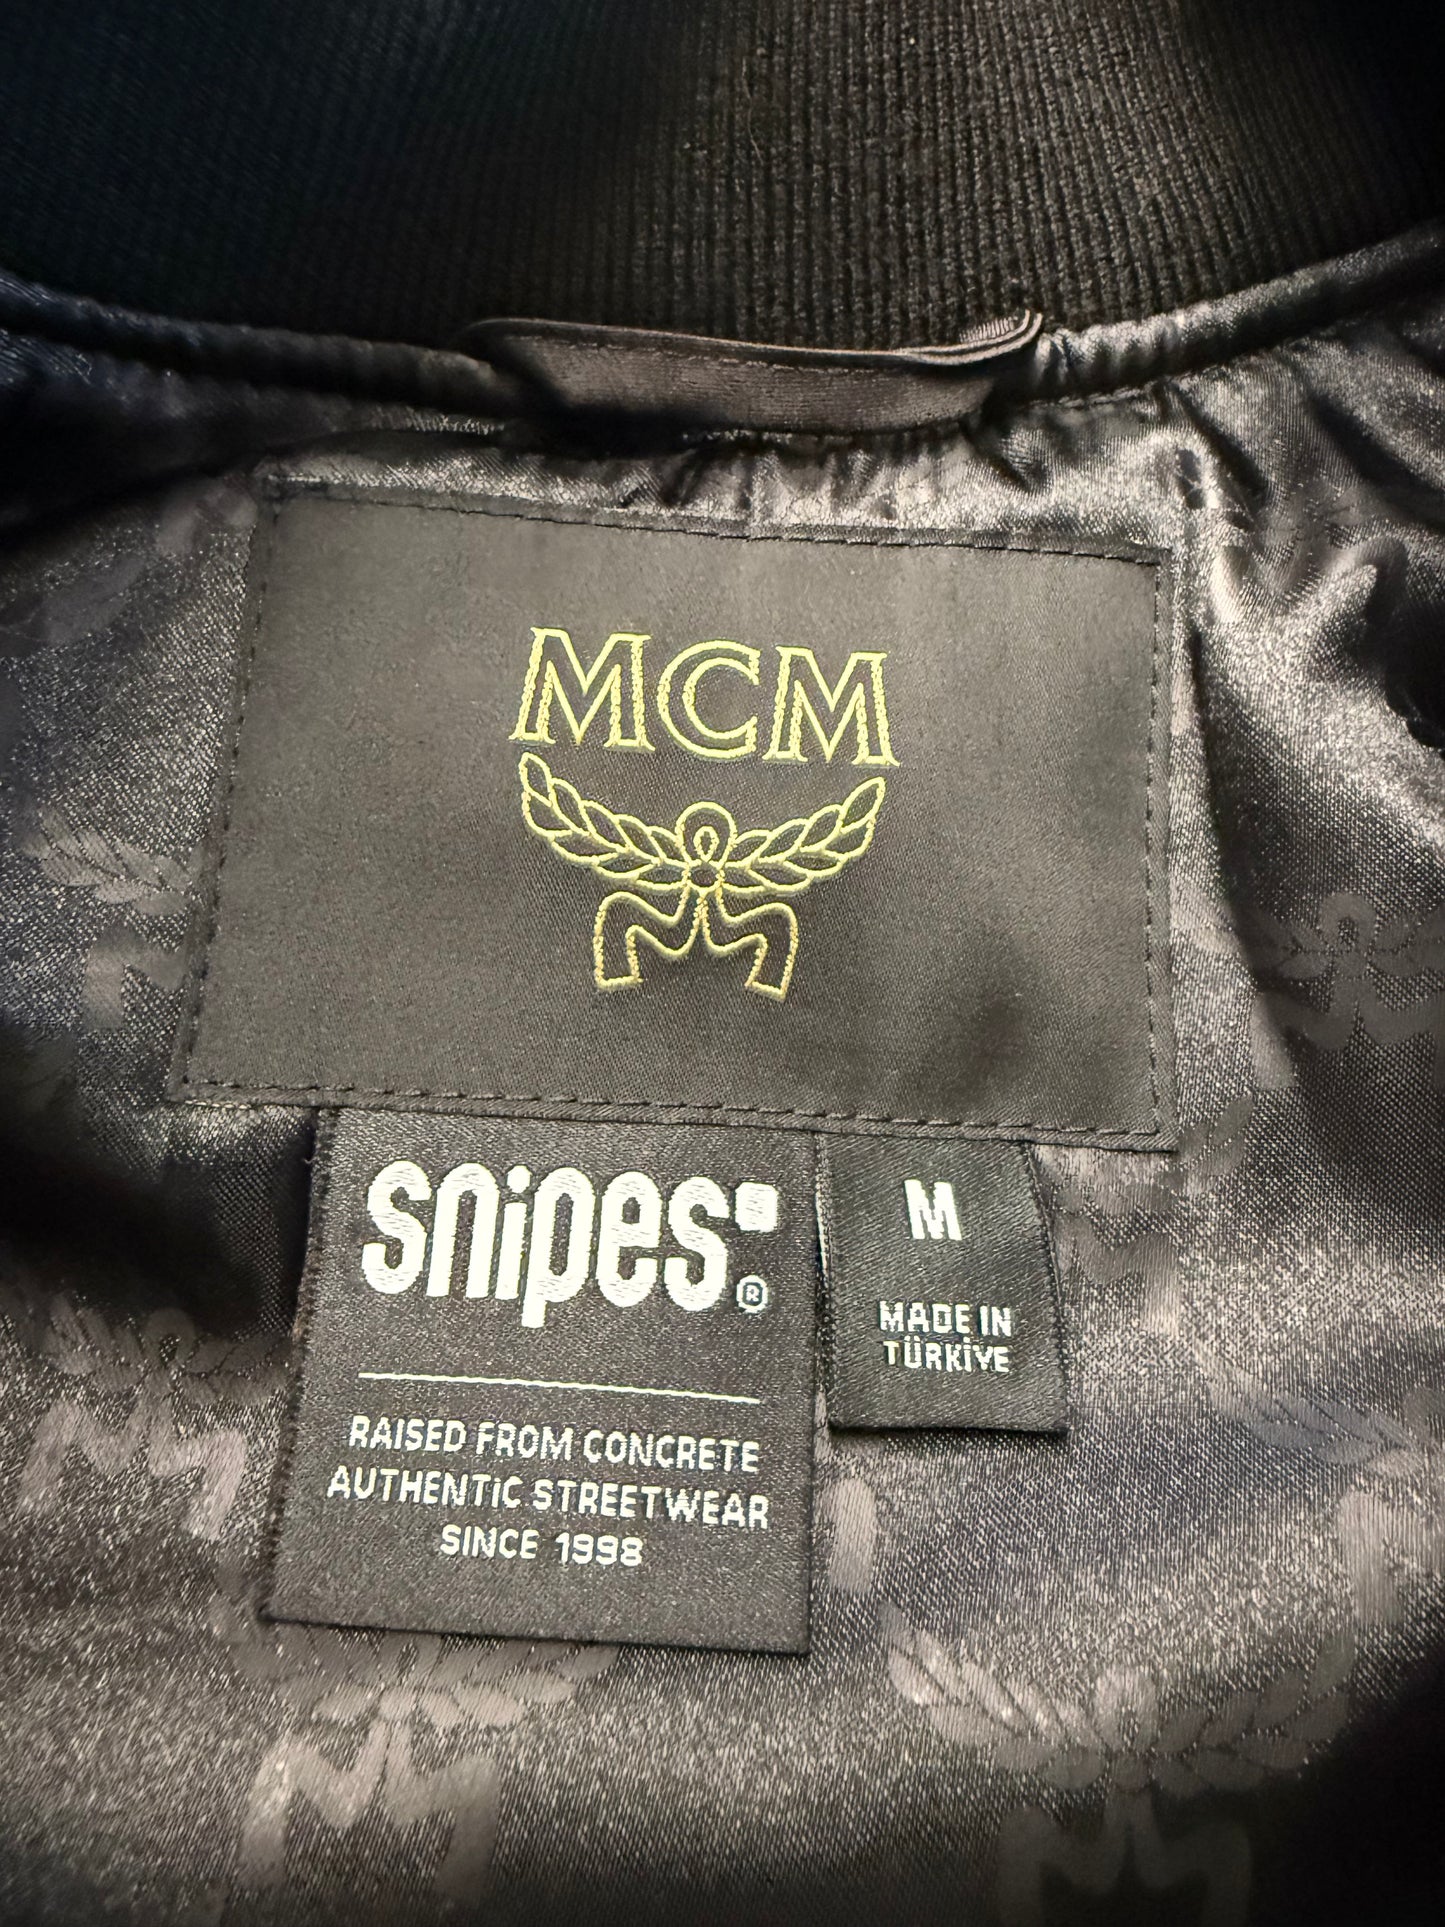 MCM
snipes®
RAISED FROM CONCRETE
AUTHENTiC STREETWEAR
SINCE 1998
M
MADE IN
TÜRKİYE